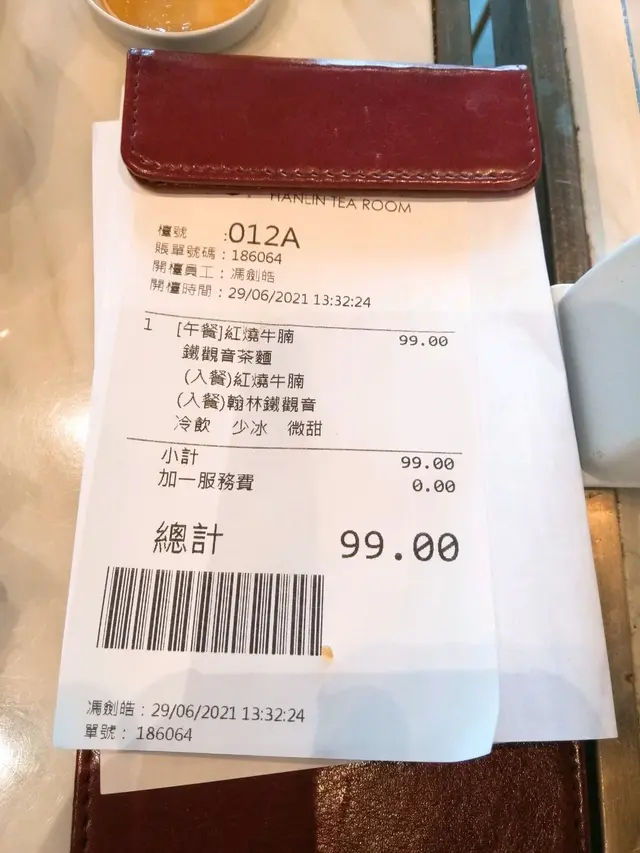 HANLIN TEA ROOM
檯號 :012A
賬單號碼：186064
開檯員工：馮劍皓
開檯時間：29/06/2021 13:32:24
1 [午餐]紅燒牛腩 99.00
鐵觀音茶麵
(入餐)紅燒牛腩
(入餐)翰林鐵觀音
冷飲 少冰 微甜
小計 99.00
加一服務費 0.00
總計 99.00
馮劍皓：29/06/2021 13:32:24
單號： 186064